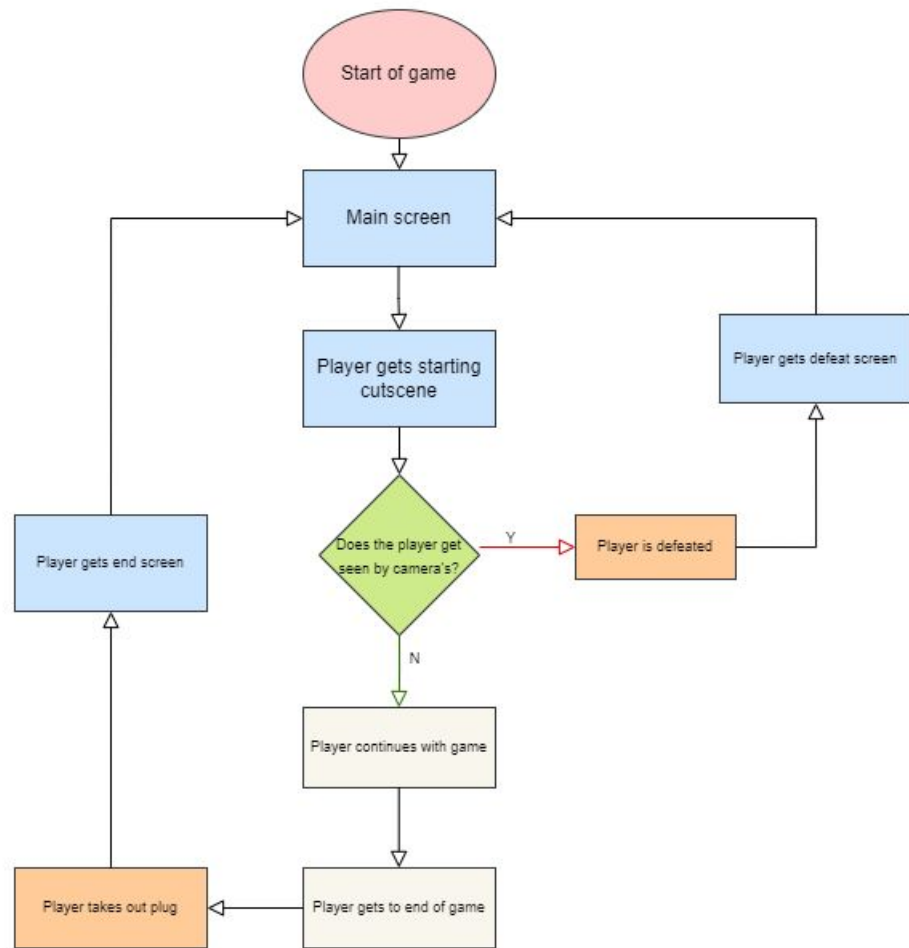 Start of game
Main screen
Player gets starting
cutscene
Player gets defeat screen
Does the player get
seen by camera's?
Y
Player is defeated
Player gets end screen
N
Player continues with game
Player takes out plug
Player gets to end of game